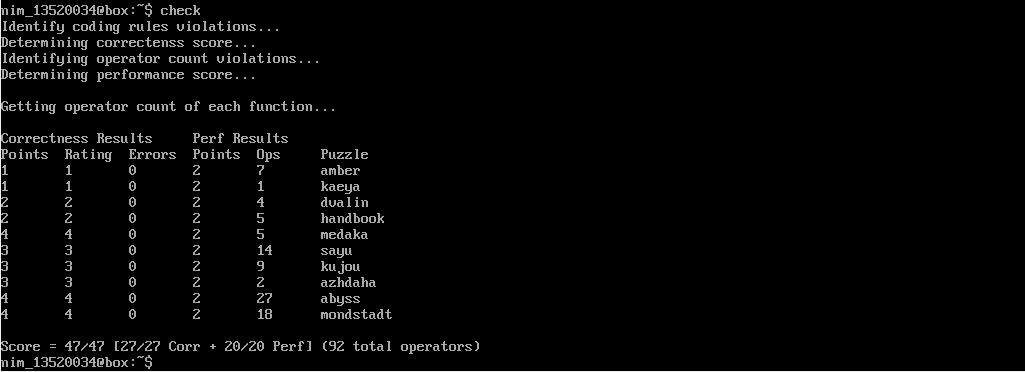 nim_13520034@box:~$ check
Identify coding rules violations...
Determining correctenss score...
Identifying operator count violations...
Determining performance score...
Getting operator count of each function...
Correctness Results     Perf Results
Points  Rating  Errors  Points  Ops     Puzzle
1       1       0       2       7       amber
1       1       0       2       1       kaeya
2       2       0       2       4       dvalin
2       2       0       2       5       handbook
4       4       0       2       5       medaka
3       3       0       2       14      sayu
3       3       0       2       9       kujou
3       3       0       2       2       azhdaha
4       4       0       2       27      abyss
4       4       0       2       18      mondstadt
Score = 47/47 [27/27 Corr + 20/20 Perf] (92 total operators)
nim_13520034@box:~$